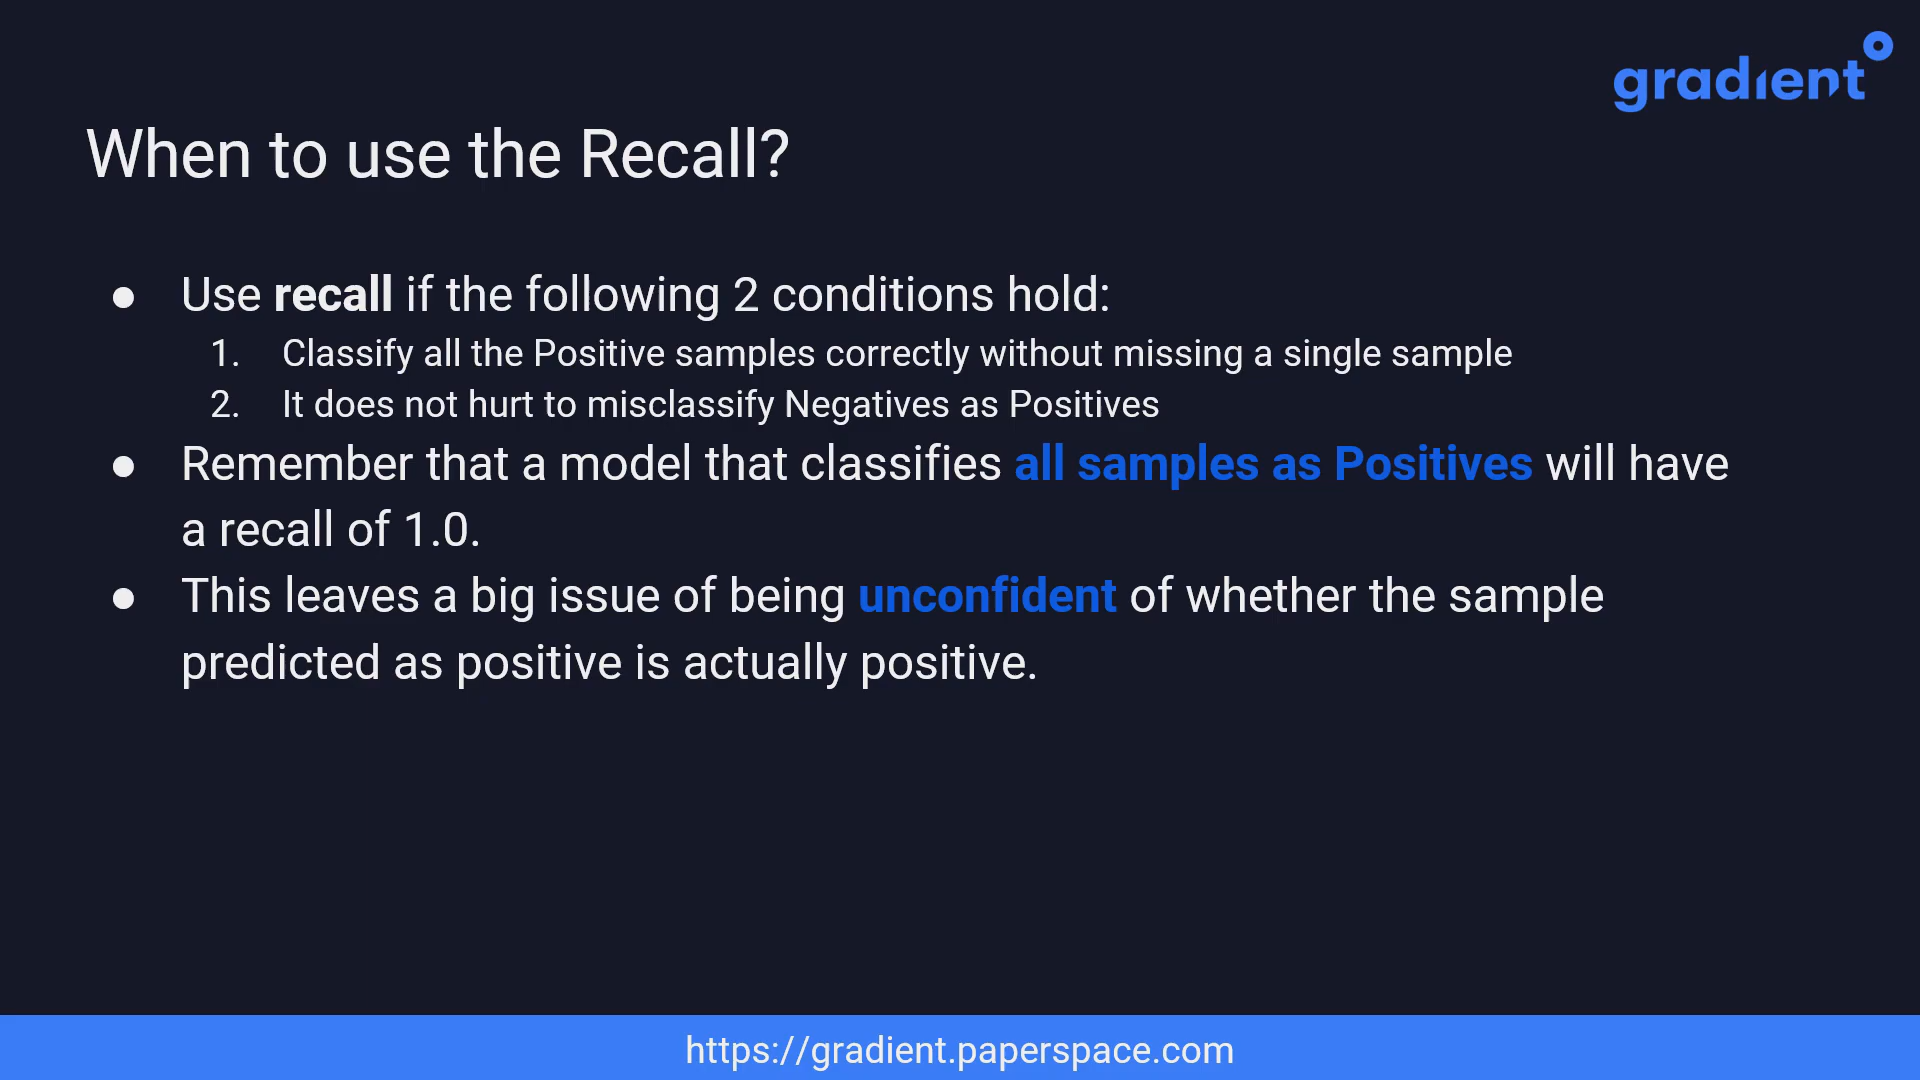 gradient
When to use the Recall?
● Use recall if the following 2 conditions hold:
1. Classify all the Positive samples correctly without missing a single sample
2. It does not hurt to misclassify Negatives as Positives
● Remember that a model that classifies all samples as Positives will have
a recall of 1.0.
● This leaves a big issue of being unconfident of whether the sample
predicted as positive is actually positive.
https://gradient.paperspace.com